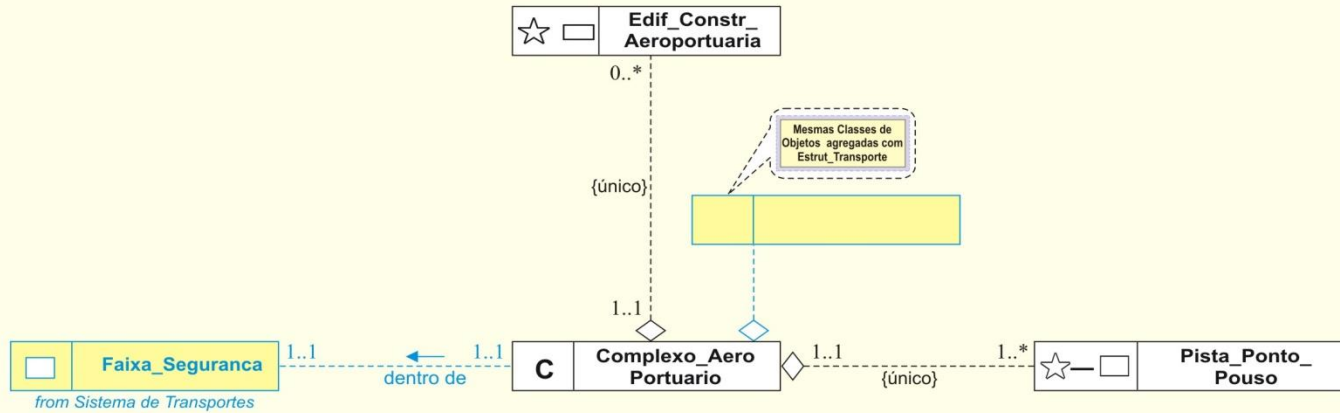 Edif_Constr_
Aeroportuaria
0..*
Mesmas Classes de
Objetos agregadas com
Estrut_Transporte
{único}
1..1
Faixa_Seguranca
1..1
1..1
dentro de
from Sistema de Transportes
C
Complexo_Aero
Portuario
1..1
1..*
{único}
Pista_Ponto_
Pouso